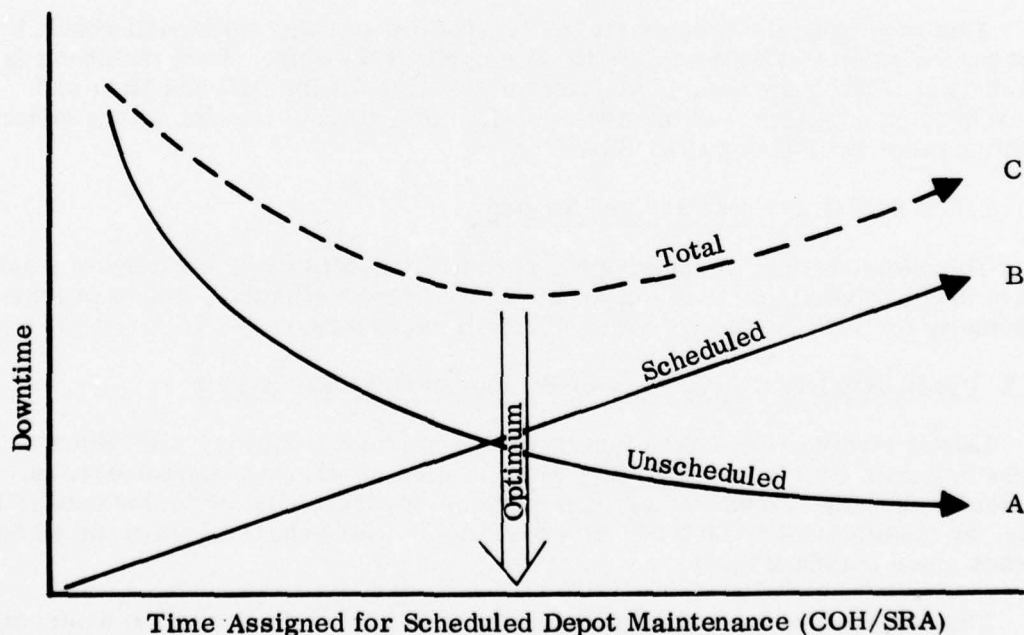 C
Total
B
Scheduled
Downtime
Optimum
Unscheduled
A
Time Assigned for Scheduled Depot Maintenance (COH/SRA)